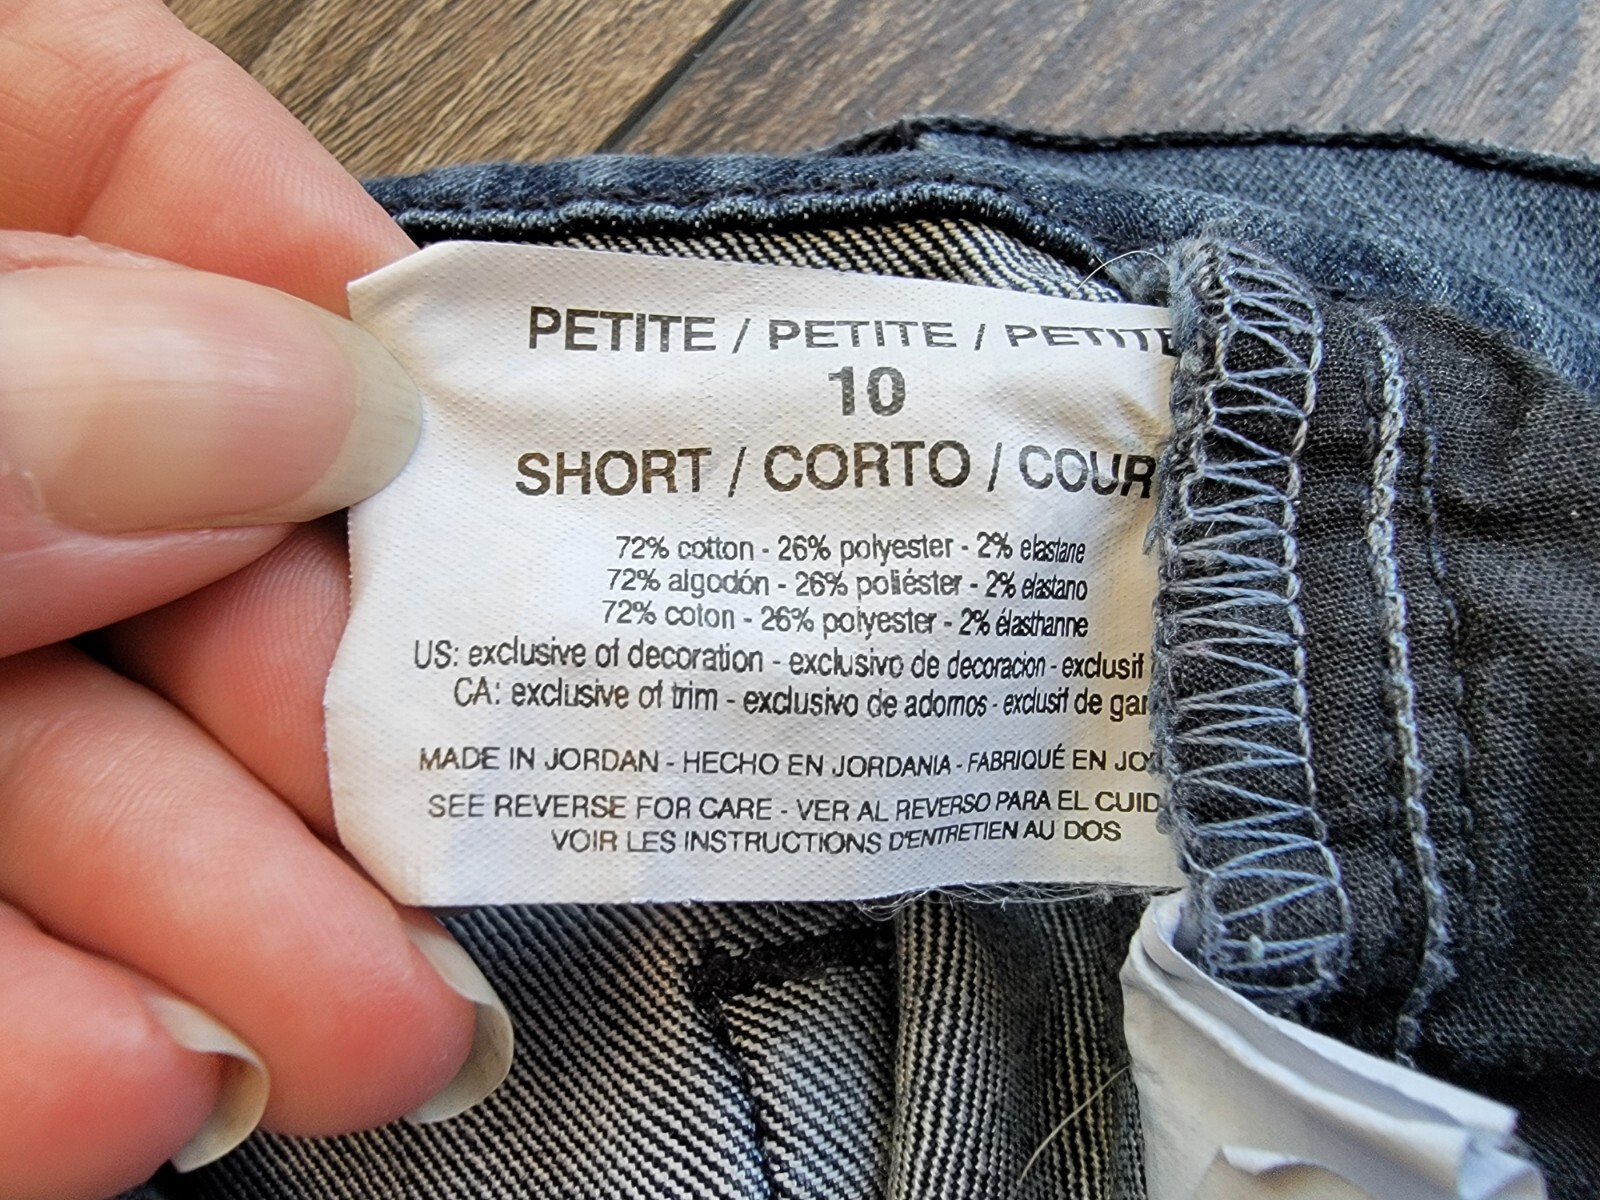 PETITE / PETITE / PETITE
10
SHORT / CORTO / COUR
72% cotton - 26% polyester - 2% elastane
72% algodón - 26% poliéster - 2% elastano
72% coton - 26% polyester - 2% élasthanne
US: exclusive of decoration - exclusivo de decoracion - exclusif
CA: exclusive of trim - exclusivo de adornos - exclusif de gar
MADE IN JORDAN - HECHO EN JORDANIA - FABRIQUÉ EN JO
SEE REVERSE FOR CARE - VER AL REVERSO PARA EL CUID
VOIR LES INSTRUCTIONS D'ENTRETIEN AU DOS